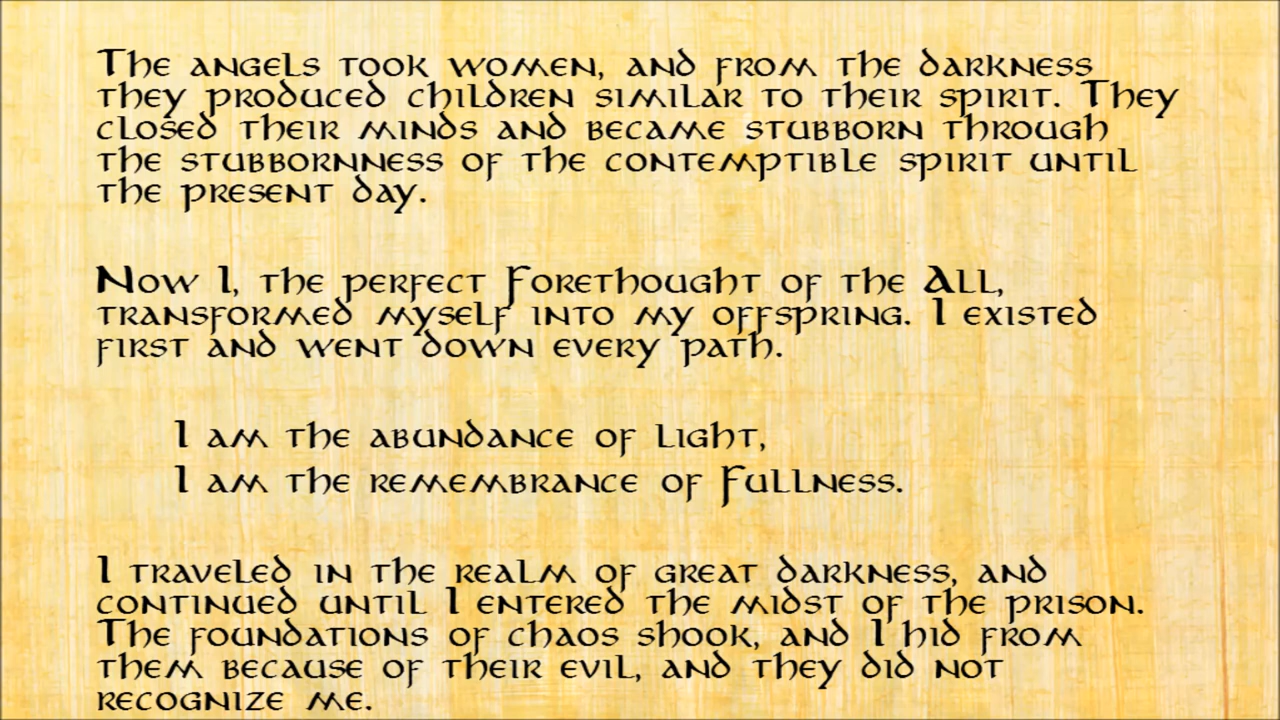 The angels took women, and from the darkness
they produced children similar to their spirit. They
closed their minds and became stubborn through
the stubbornness of the contemptible spirit until
the present day.
Now I, the perfect Forethought of the All,
transformed myself into my offspring. I existed
first and went down every path.
I am the abundance of light,
I am the remembrance of Fullness.
I traveled in the realm of great darkness, and
continued until I entered the midst of the prison.
The foundations of chaos shook, and I hid from
them because of their evil, and they did not
recognize me.